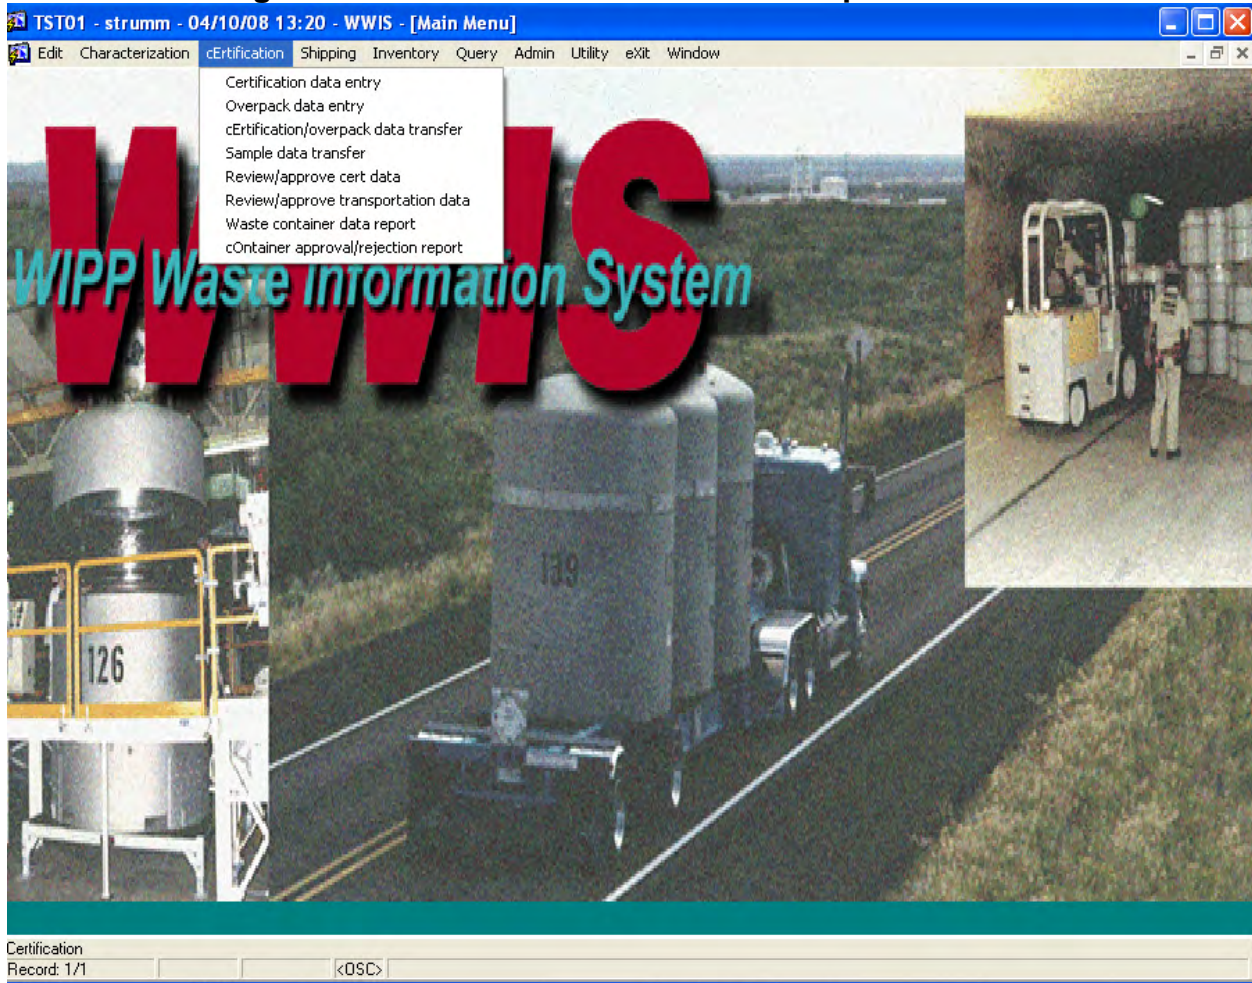 TST01 - strumm - 04/10/08 13:20 - WWIS - [Main Menu]
Edit Characterization cErtification Shipping Inventory Query Admin Utility eXit Window
Certification data entry
Overpack data entry
cErtification/overpack data transfer
Sample data transfer
Review/approve cert data
Review/approve transportation data
Waste container data report
cOntainer approval/rejection report
WWIS
WIPP Waste Information System
139
126
Certification
Record: 1/1 <OSC>